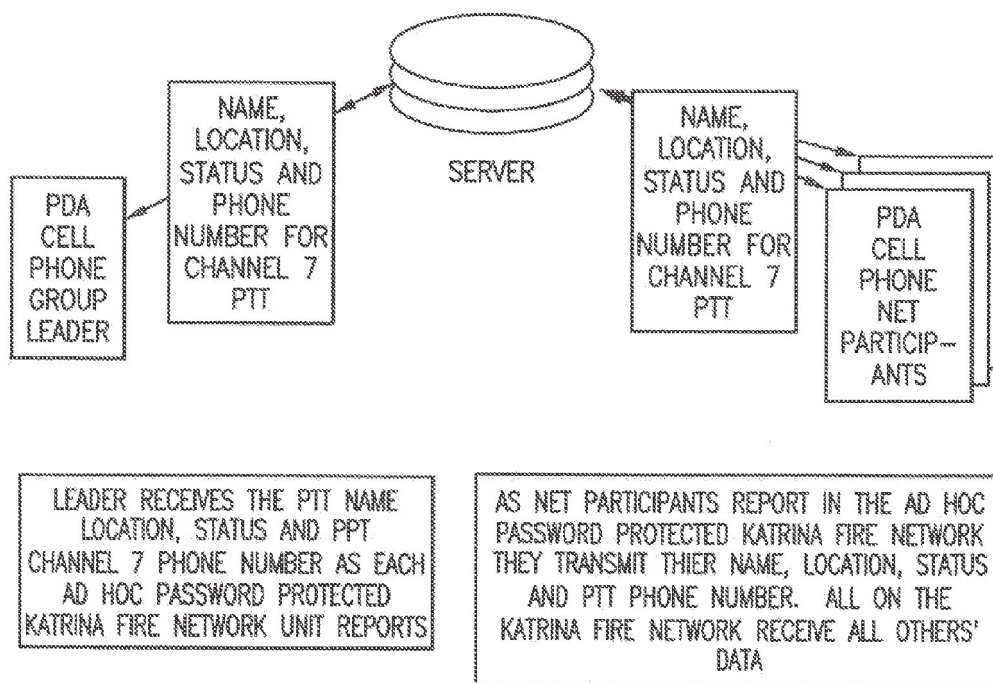 NAME,
LOCATION,
STATUS AND
PHONE
NUMBER FOR
CHANNEL 7
PTT
SERVER
NAME,
LOCATION,
STATUS AND
PHONE
NUMBER FOR
CHANNEL 7
PTT
PDA
CELL
PHONE
GROUP
LEADER
PDA
CELL
PHONE
NET
PARTICIP-
ANTS
LEADER RECEIVES THE PTT NAME
LOCATION, STATUS AND PPT
CHANNEL 7 PHONE NUMBER AS EACH
AD HOC PASSWORD PROTECTED
KATRINA FIRE NETWORK UNIT REPORTS
AS NET PARTICIPANTS REPORT IN THE AD HOC
PASSWORD PROTECTED KATRINA FIRE NETWORK
THEY TRANSMIT THIER NAME, LOCATION, STATUS
AND PTT PHONE NUMBER. ALL ON THE
KATRINA FIRE NETWORK RECEIVE ALL OTHERS'
DATA